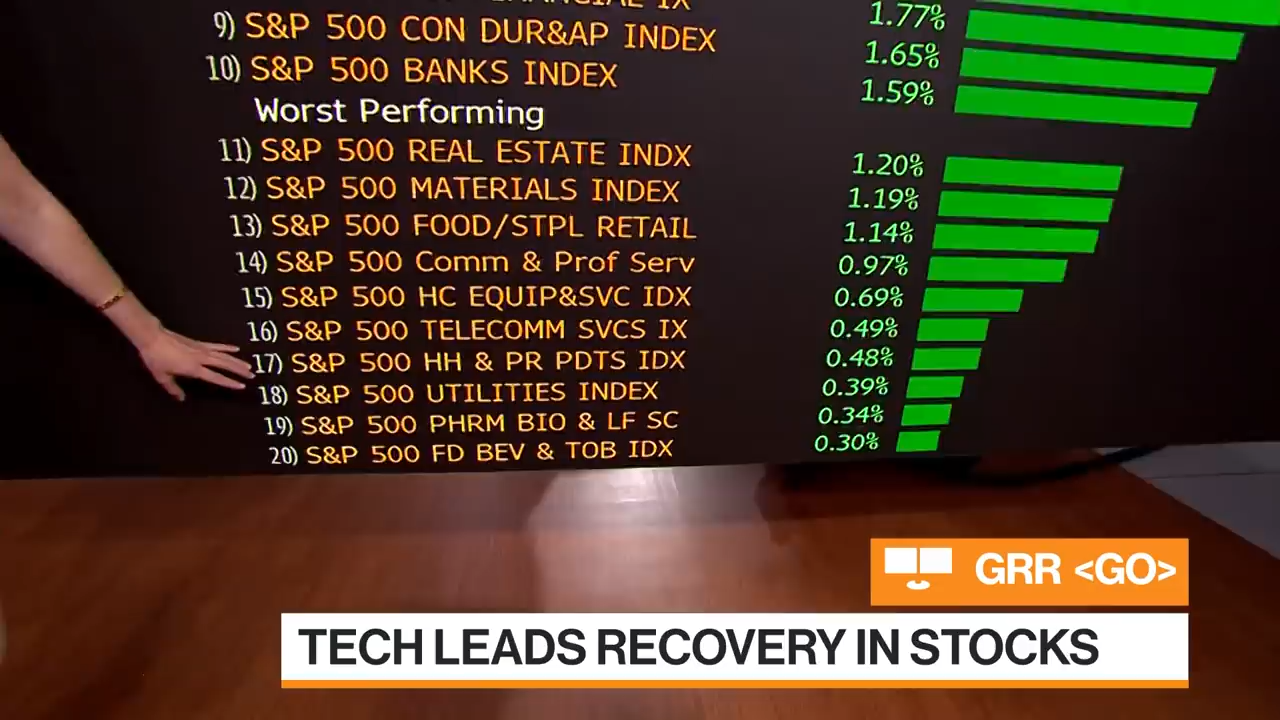 FINANCIAL IX
1.77%
9) S&P 500 CON DUR&AP INDEX 1.65%
10) S&P 500 BANKS INDEX 1.59%
Worst Performing
11) S&P 500 REAL ESTATE INDX 1.20%
12) S&P 500 MATERIALS INDEX 1.19%
13) S&P 500 FOOD/STPL RETAIL 1.14%
14) S&P 500 Comm & Prof Serv 0.97%
15) S&P 500 HC EQUIP&SVC IDX 0.69%
16) S&P 500 TELECOMM SVCS IX 0.49%
17) S&P 500 HH & PR PDTS IDX 0.48%
18) S&P 500 UTILITIES INDEX 0.39%
19) S&P 500 PHRM BIO & LF SC 0.34%
20) S&P 500 FD BEV & TOB IDX 0.30%
GRR <GO>
TECH LEADS RECOVERY IN STOCKS